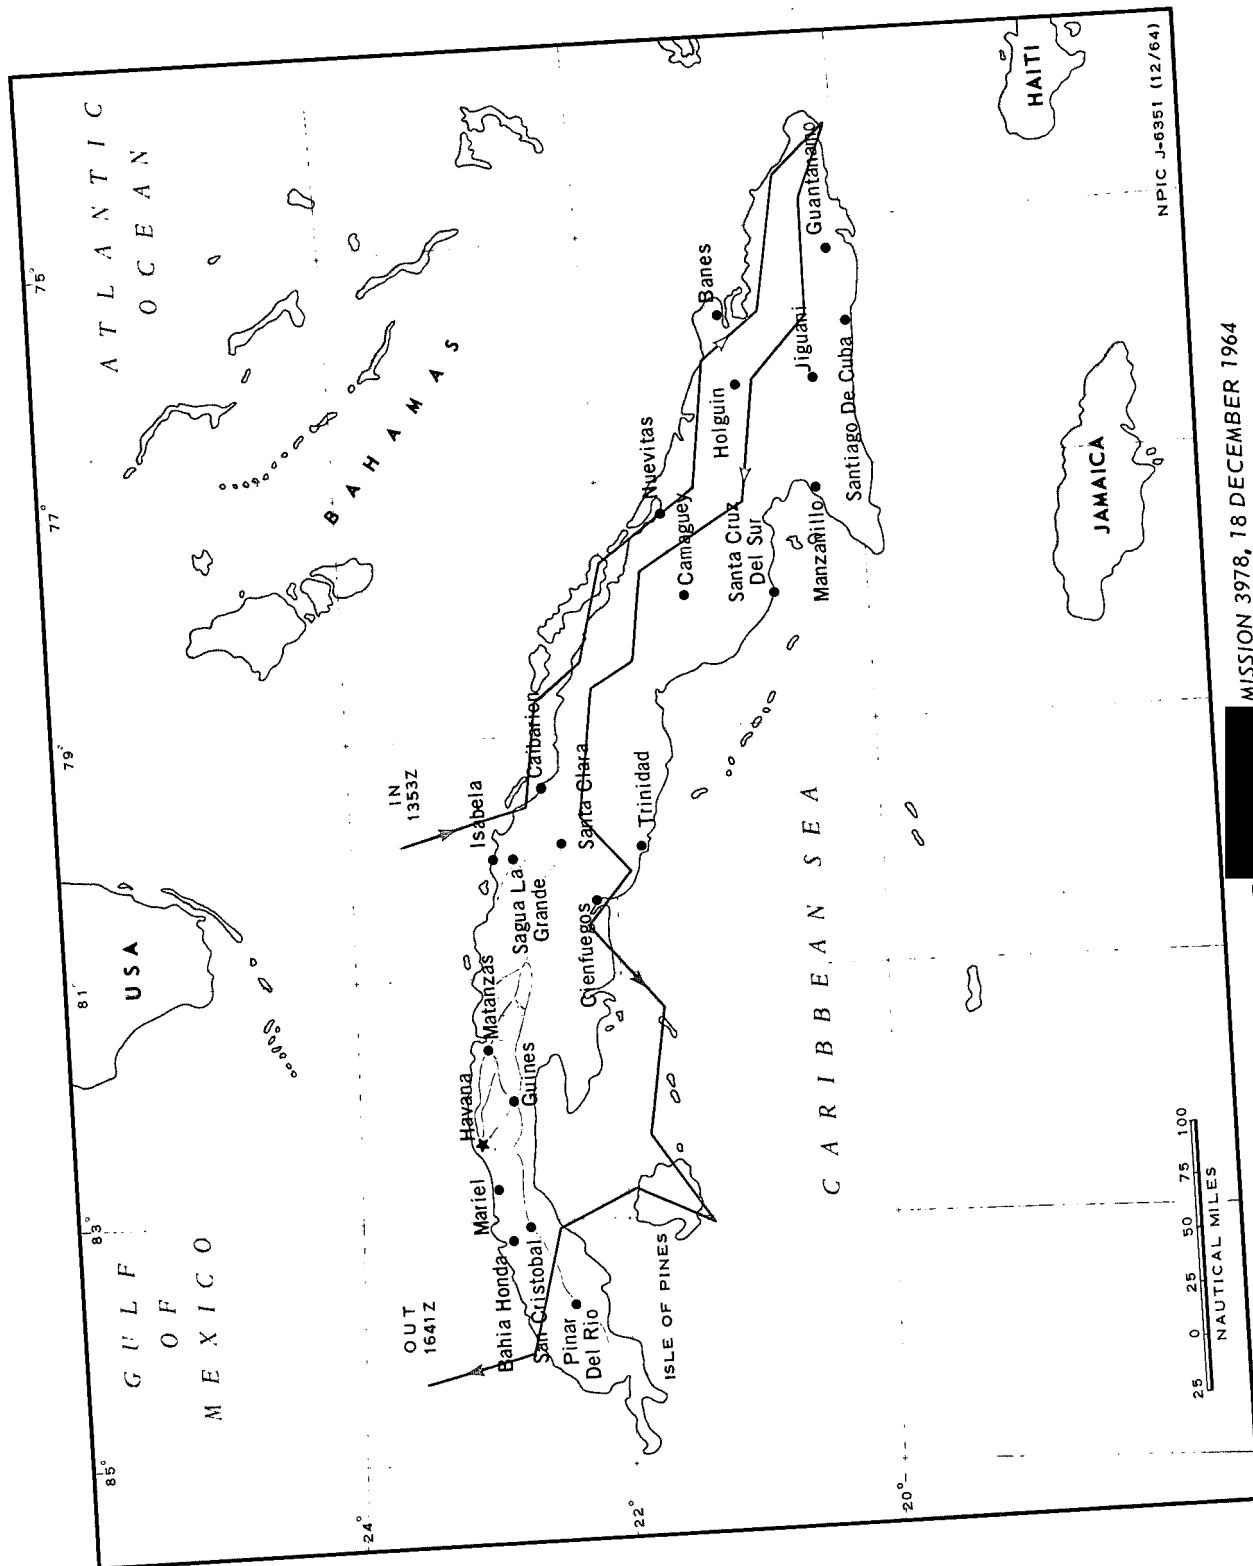 ATLANTIC
OCEAN
GULF
OF
MEXICO
USA
BAHAMAS
85°
83°
81°
79°
77°
75°
24°
22°
20°
OUT
1641Z
IN
1353Z
Bahia Honda
Mariel
Havana
Matanzas
Guines
San Cristobal
Pinar
Del Rio
ISLE OF PINES
Isabela
Sagua La
Grande
Caibarien
Santa Clara
Cienfuegos
Trinidad
Nuevitas
Camaguey
Santa Cruz
Del Sur
Holguin
Banes
Jiguani
Manzanillo
Santiago De Cuba
Guantanamo
CARIBBEAN SEA
JAMAICA
HAITI
25 0 25 50 75 100
NAUTICAL MILES
NPIC J-6351 (12/64)
MISSION 3978, 18 DECEMBER 1964